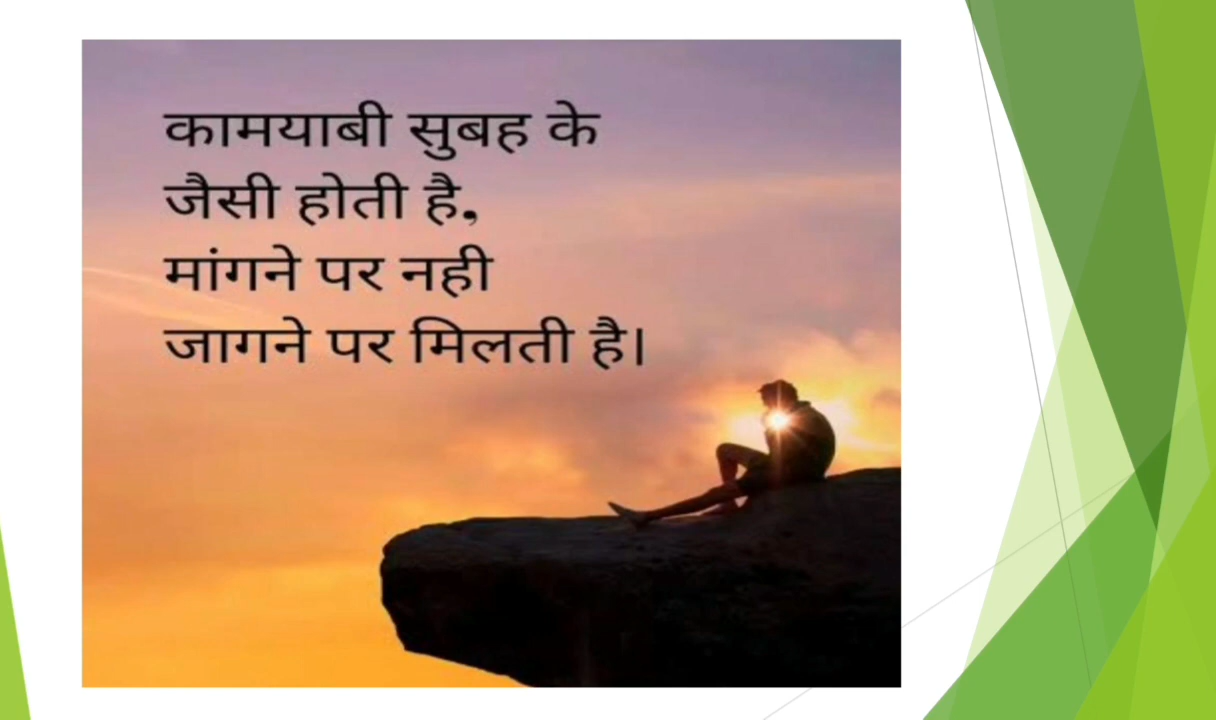 कामयाबी सुबह के
जैसी होती है,
मांगने पर नही
जागने पर मिलती है।